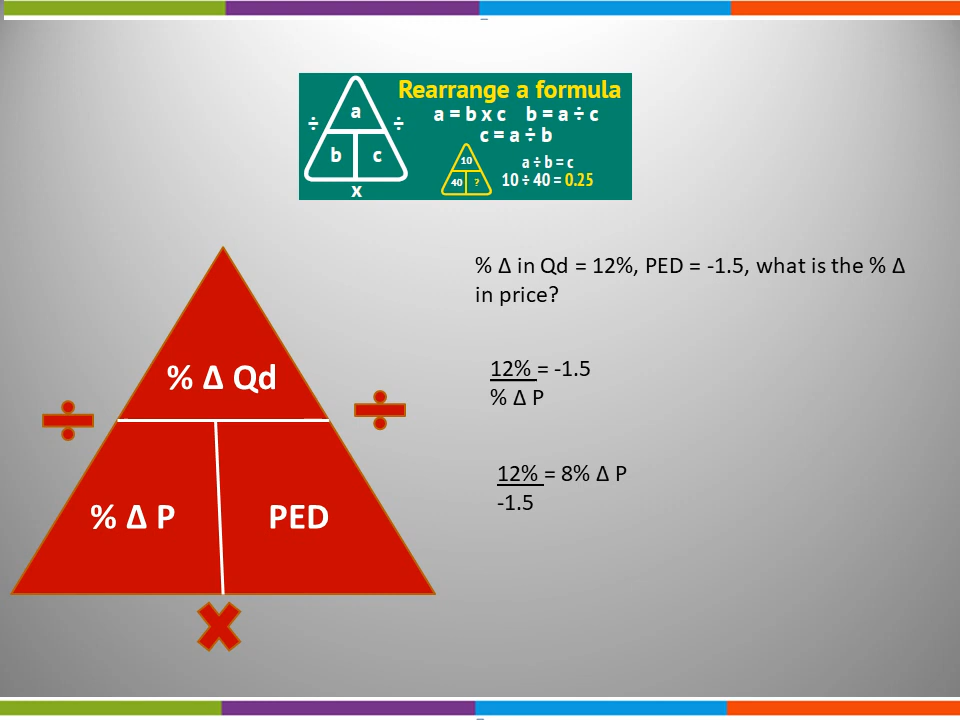 Rearrange a formula
a = b x c b = a ÷ c
c = a ÷ b
a
÷ ÷
b c
x
10
40 ?
a ÷ b = c
10 ÷ 40 = 0.25
% Δ in Qd = 12%, PED = -1.5, what is the % Δ
in price?
12% = -1.5
% Δ P
12% = 8% Δ P
-1.5
% Δ Qd
÷ ÷
% Δ P PED
×